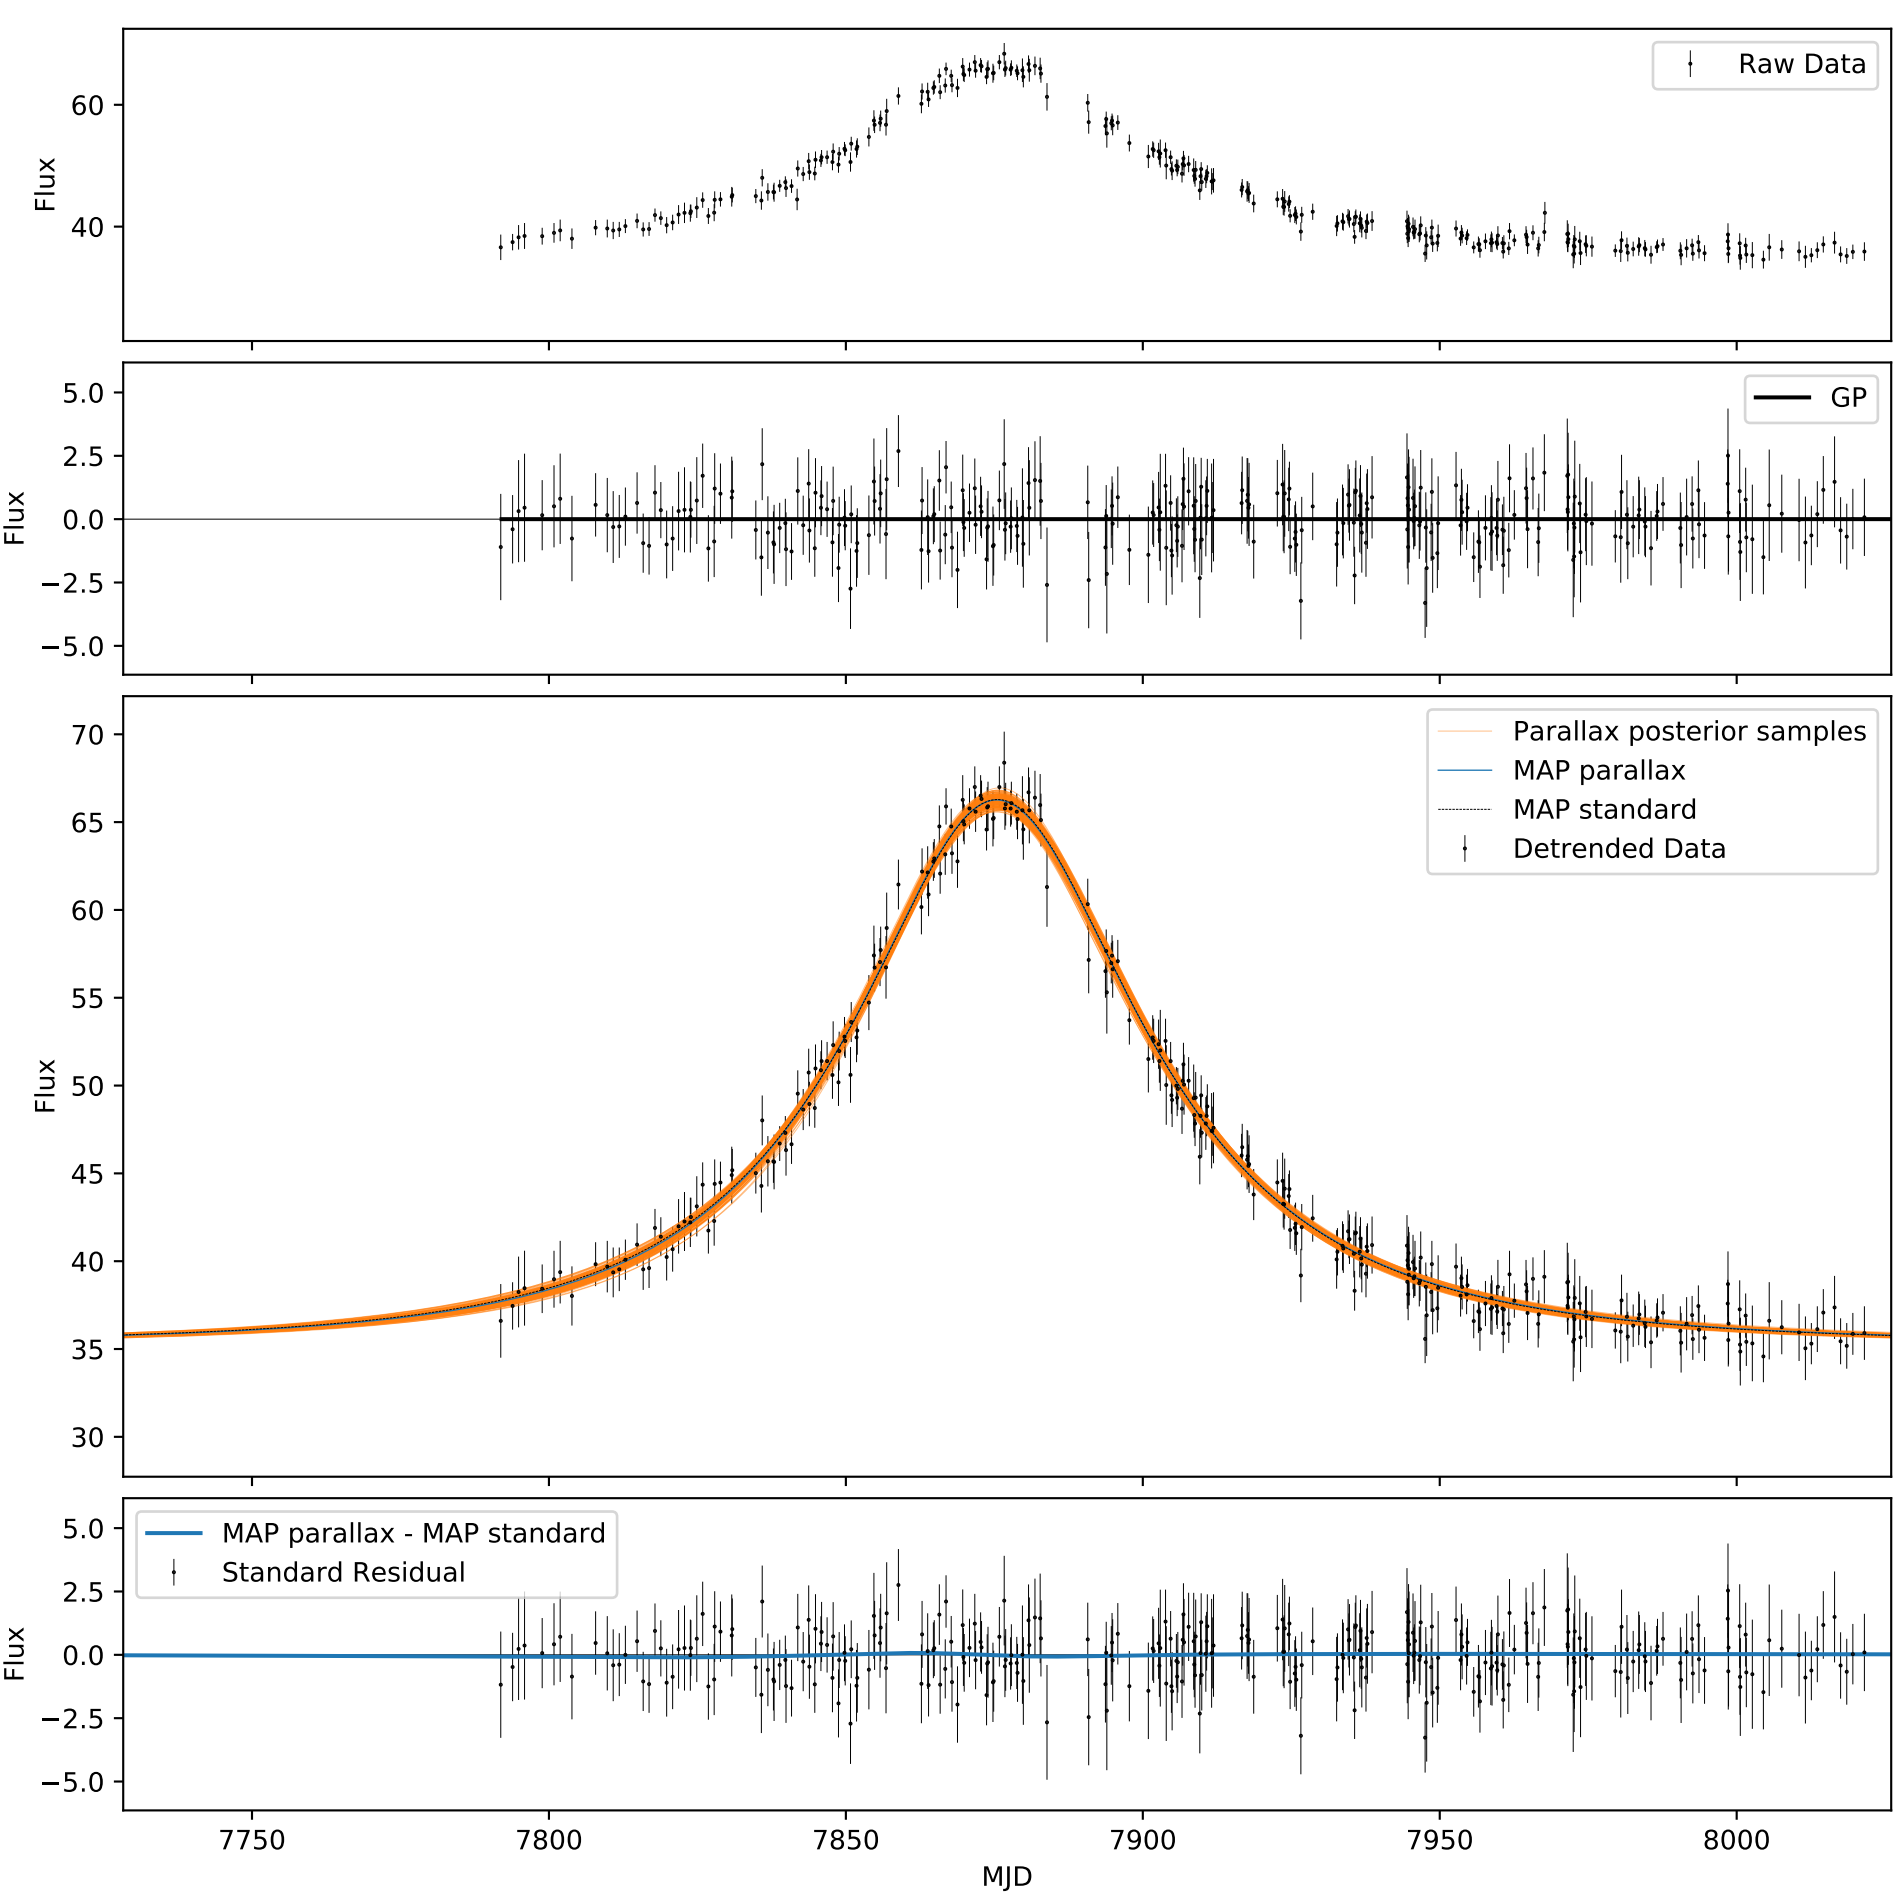 Raw Data
60
40
Flux
GP
5.0
2.5
0.0
−2.5
−5.0
Flux
Parallax posterior samples
MAP parallax
MAP standard
Detrended Data
70
65
60
55
50
45
40
35
30
Flux
MAP parallax - MAP standard
Standard Residual
5.0
2.5
0.0
−2.5
−5.0
Flux
7750 7800 7850 7900 7950 8000
MJD